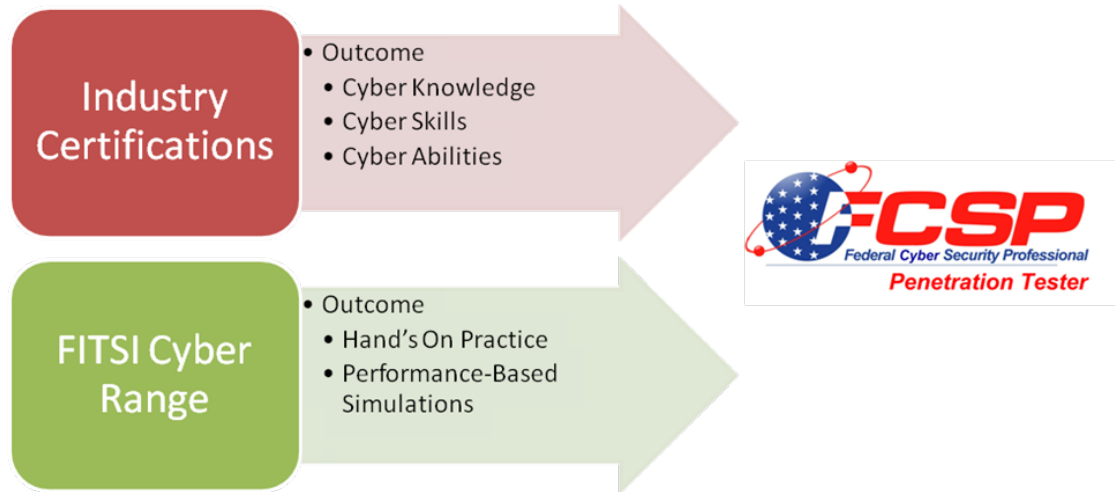 Industry
Certifications
• Outcome
• Cyber Knowledge
• Cyber Skills
• Cyber Abilities
FCSP
Federal Cyber Security Professional
Penetration Tester
FITSI Cyber
Range
• Outcome
• Hand’s On Practice
• Performance-Based
Simulations